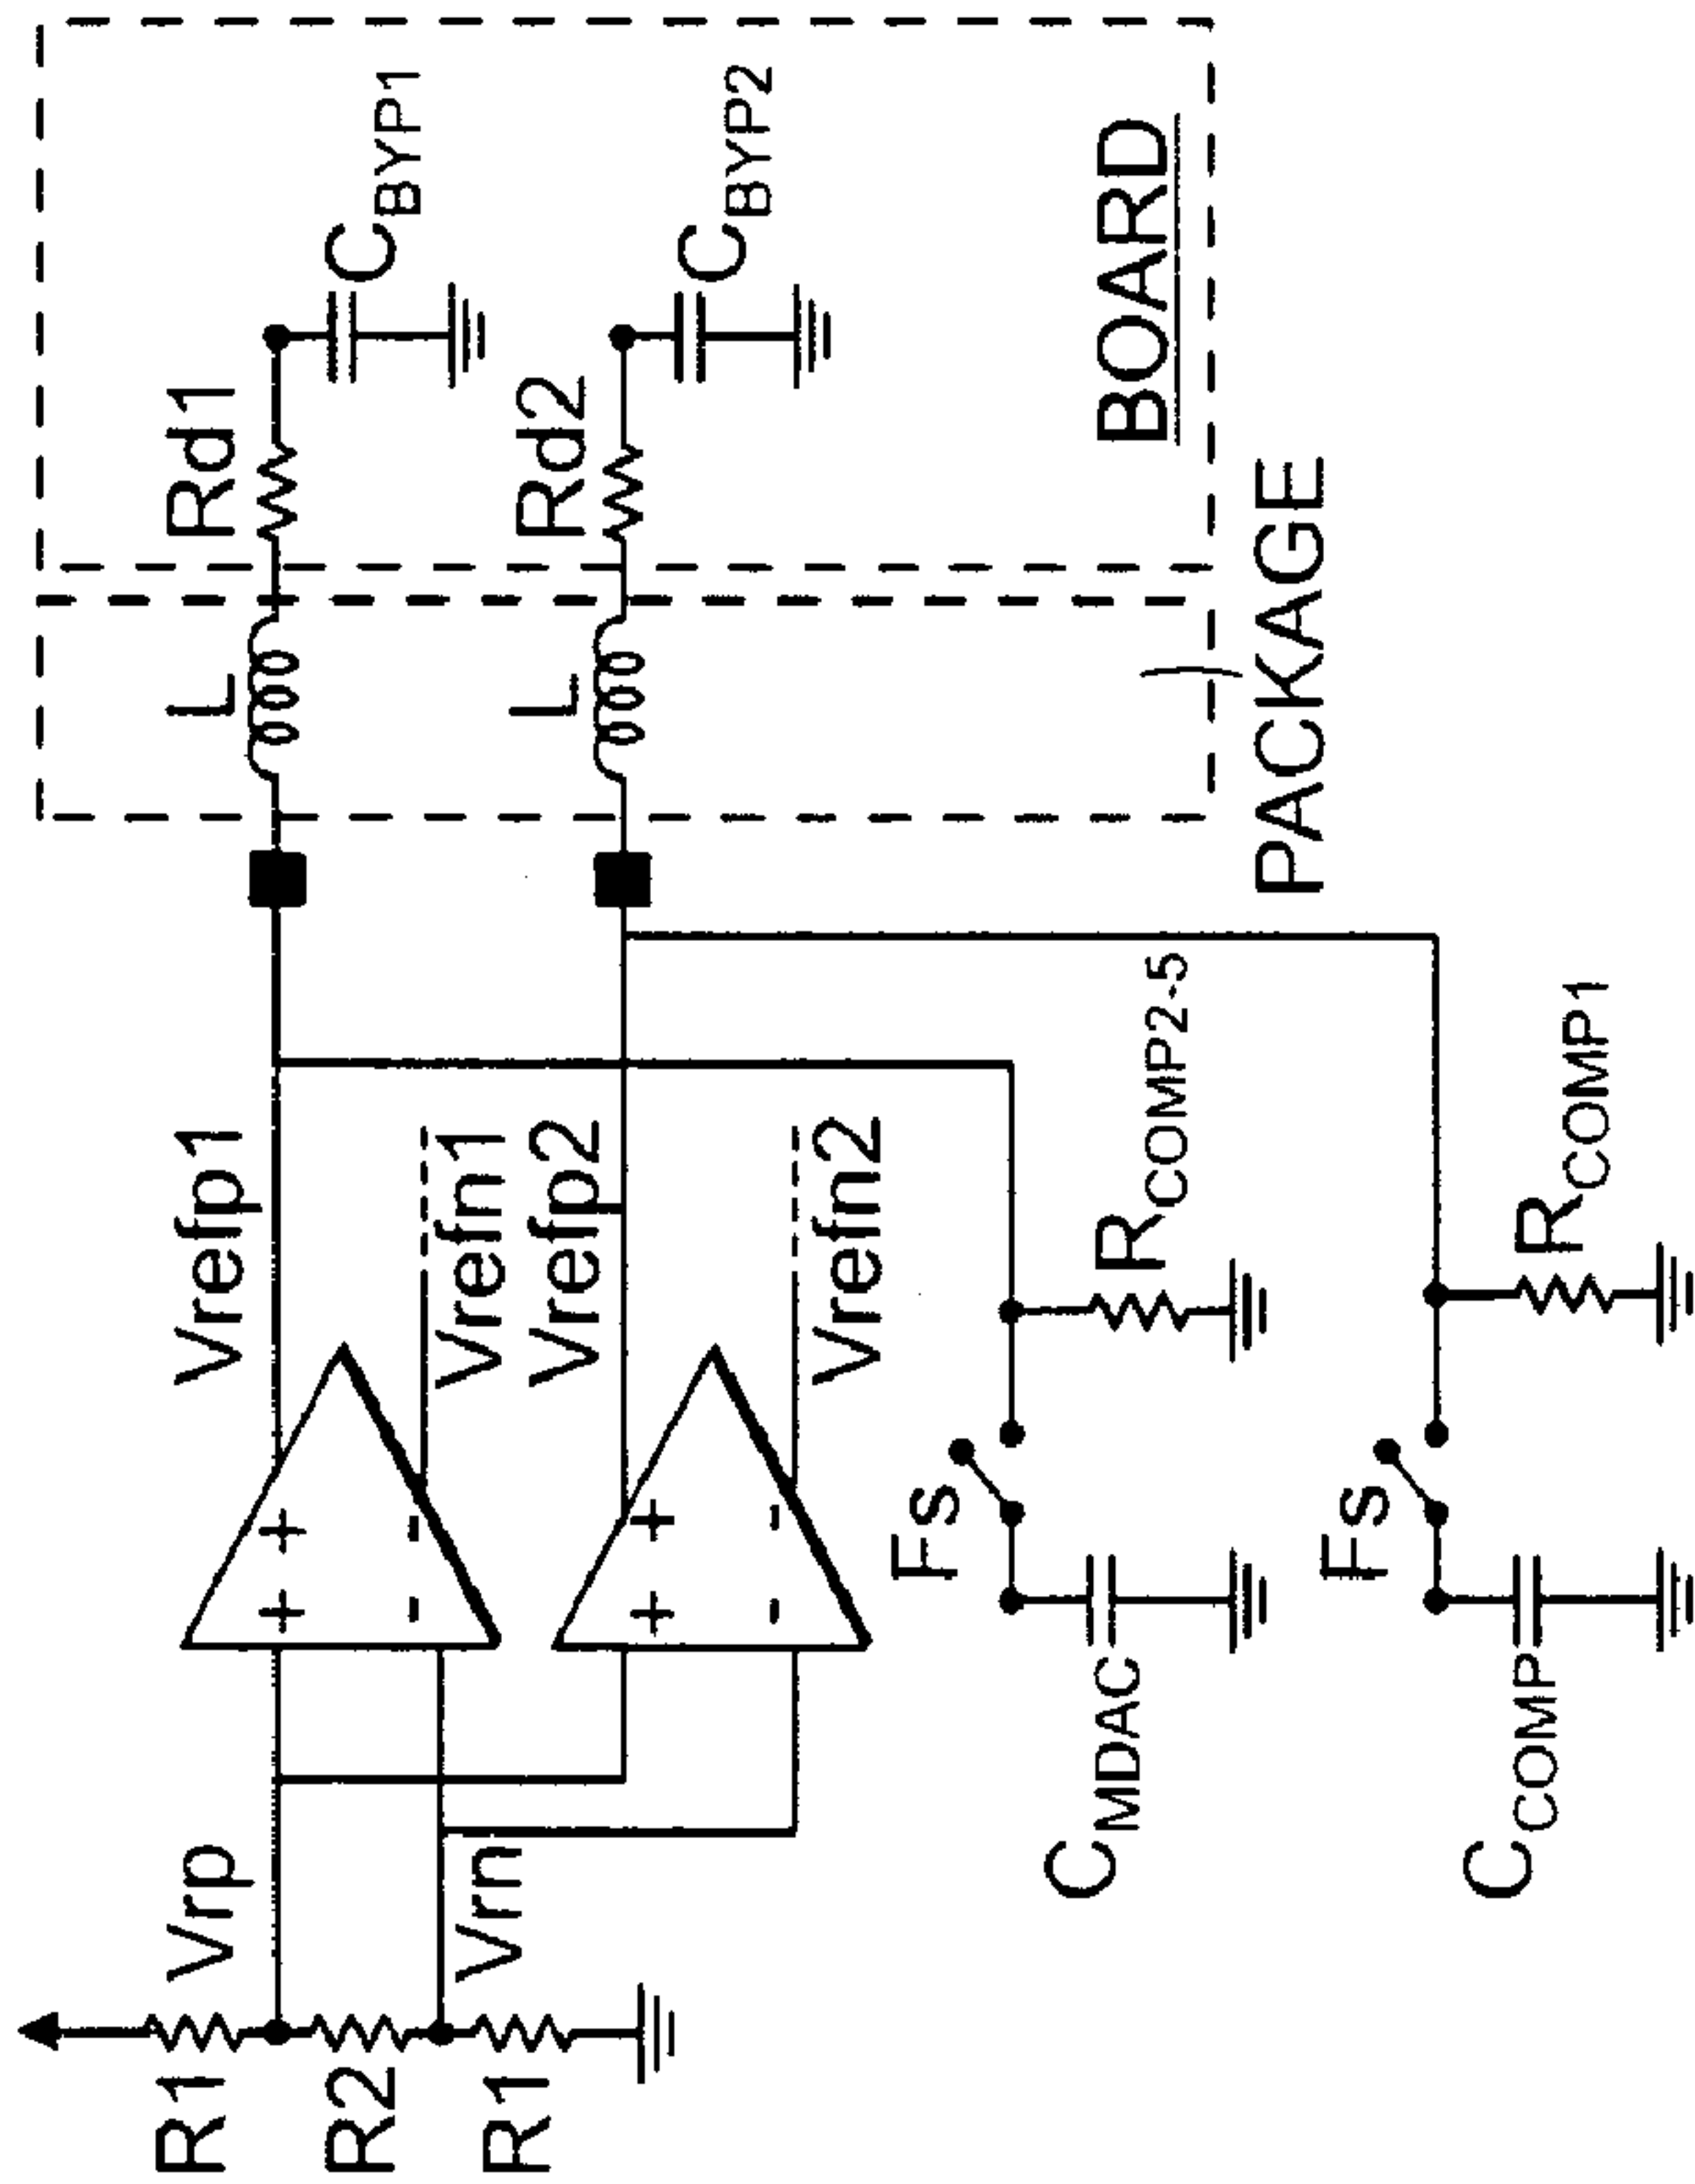 R1
R2
R1
Vrp
Vrn
+ +
- -
+ +
- -
Vrefp1
Vrefn1
Vrefp2
Vrefn2
L
L
Rd1
Rd2
CBYP1
CBYP2
BOARD
PACKAGE
Fs
CMDAC
RCOMP2-5
Fs
CCOMP
RCOMP1